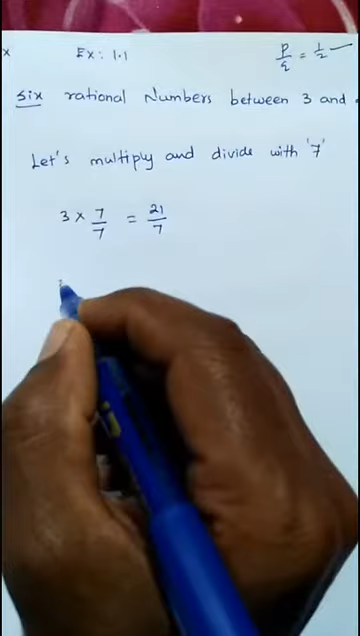 x Ex: 1.1 p/q = 1/2
six rational Numbers between 3 and
Let's multiply and divide with '7'
3 × 7/7 = 21/7